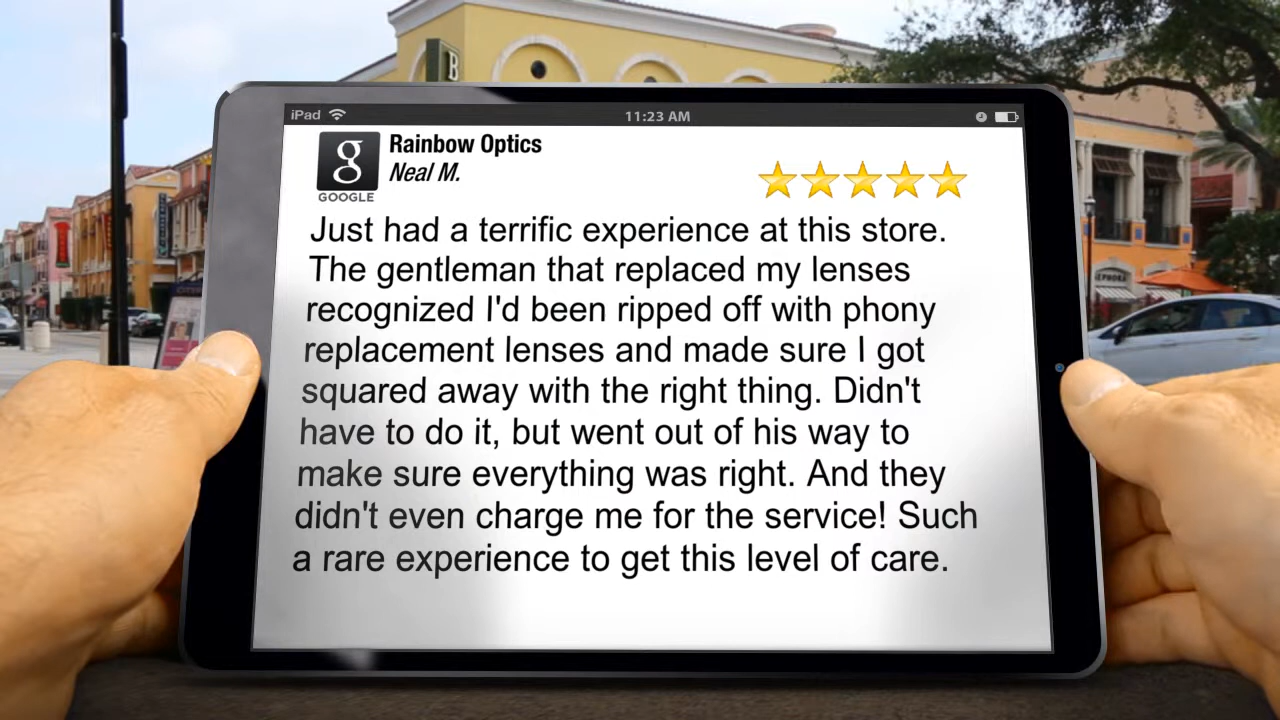 B
iPad
11:23 AM
g
GOOGLE
Rainbow Optics
Neal M.
Just had a terrific experience at this store.
The gentleman that replaced my lenses
recognized I'd been ripped off with phony
replacement lenses and made sure I got
squared away with the right thing. Didn't
have to do it, but went out of his way to
make sure everything was right. And they
didn't even charge me for the service! Such
a rare experience to get this level of care.
SEPHORA